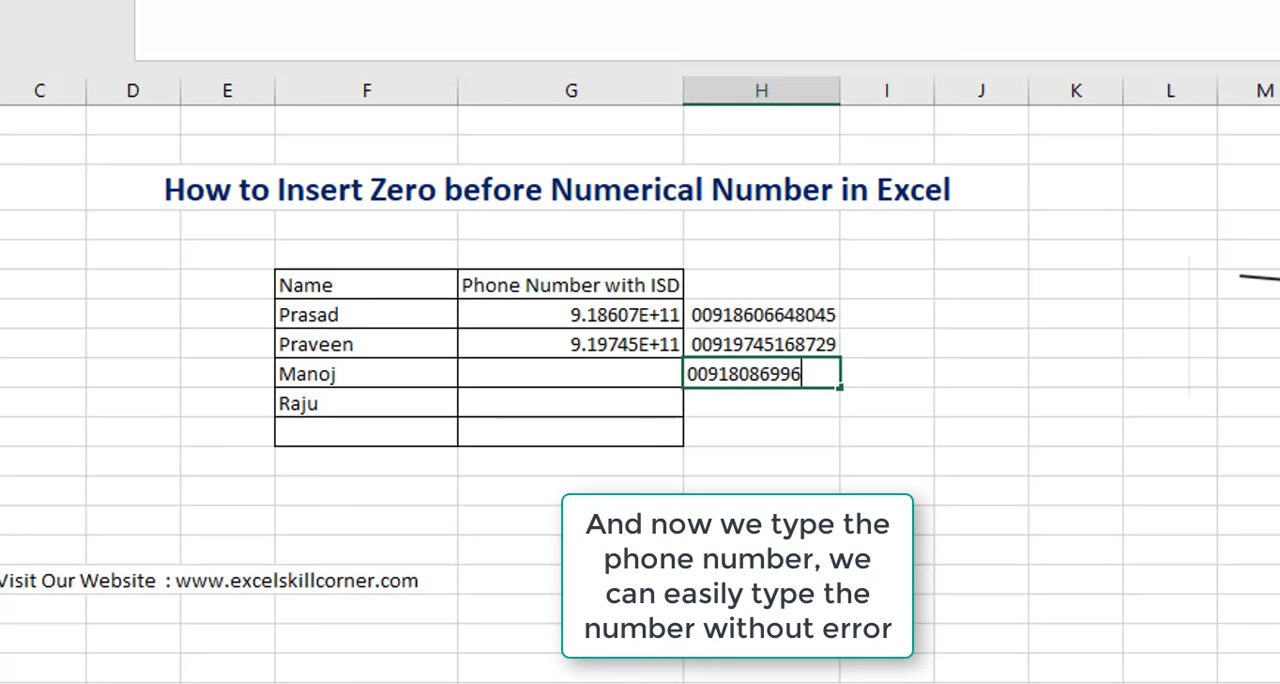 C D E F G H I J K L M
How to Insert Zero before Numerical Number in Excel
Name Phone Number with ISD
Prasad 9.18607E+11 00918606648045
Praveen 9.19745E+11 00919745168729
Manoj 00918086996
Raju
And now we type the
phone number, we
can easily type the
number without error
Visit Our Website : www.excelskillcorner.com